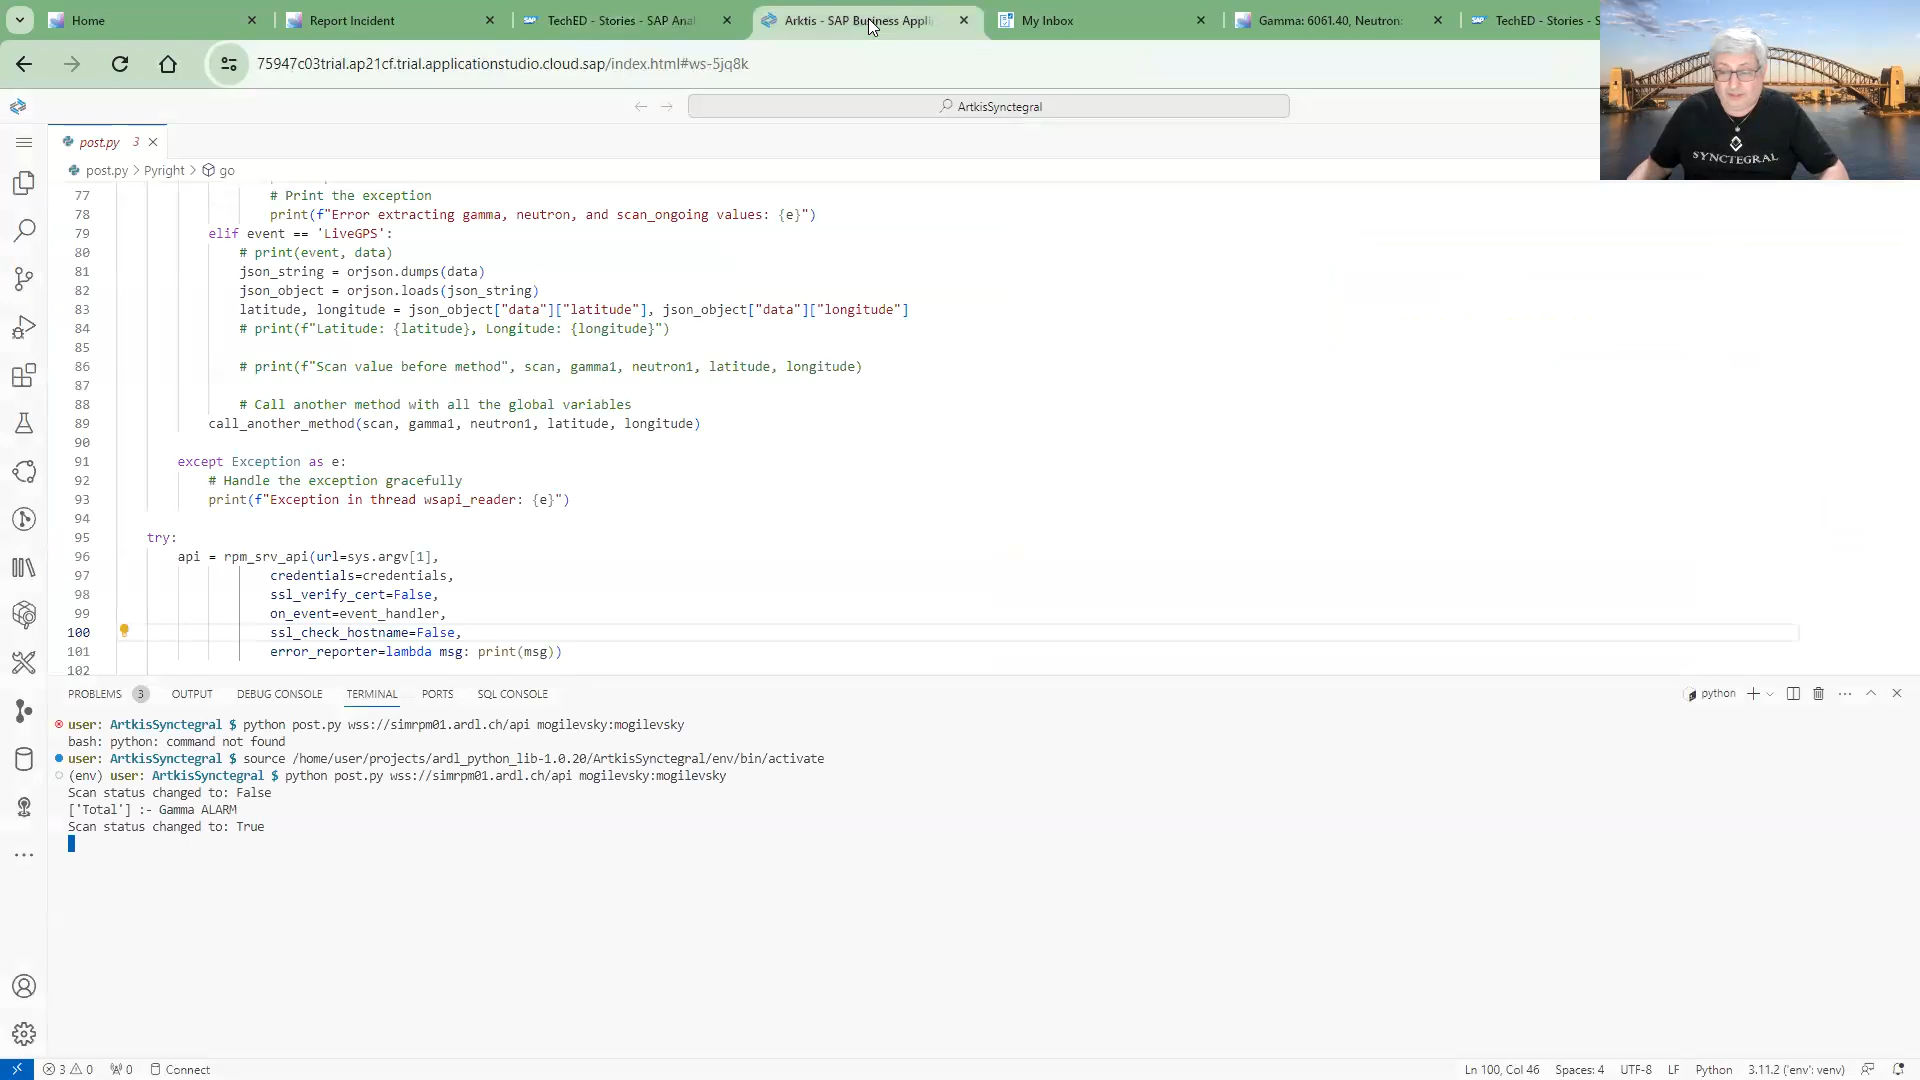 Home
Report Incident
TechED - Stories - SAP Anal
Arktis - SAP Business Appli
My Inbox
Gamma: 6061.40, Neutron:
TechED - Stories - S
75947c03trial.ap21cf.trial.applicationstudio.cloud.sap/index.html#ws-5jq8k
ArtkisSynctegral
SYNCTEGRAL
post.py 3
post.py > Pyright > go
77 # Print the exception
78 print(f"Error extracting gamma, neutron, and scan_ongoing values: {e}")
79 elif event == 'LiveGPS':
80 # print(event, data)
81 json_string = orjson.dumps(data)
82 json_object = orjson.loads(json_string)
83 latitude, longitude = json_object["data"]["latitude"], json_object["data"]["longitude"]
84 # print(f"Latitude: {latitude}, Longitude: {longitude}")
85
86 # print(f"Scan value before method", scan, gamma1, neutron1, latitude, longitude)
87
88 # Call another method with all the global variables
89 call_another_method(scan, gamma1, neutron1, latitude, longitude)
90
91 except Exception as e:
92 # Handle the exception gracefully
93 print(f"Exception in thread wsapi_reader: {e}")
94
95 try:
96 api = rpm_srv_api(url=sys.argv[1],
97 credentials=credentials,
98 ssl_verify_cert=False,
99 on_event=event_handler,
100 ssl_check_hostname=False,
101 error_reporter=lambda msg: print(msg))
102
PROBLEMS 3 OUTPUT DEBUG CONSOLE TERMINAL PORTS SQL CONSOLE
python
user: ArtkisSynctegral $ python post.py wss://simrpm01.ardl.ch/api mogilevsky:mogilevsky
bash: python: command not found
user: ArtkisSynctegral $ source /home/user/projects/ardl_python_lib-1.0.20/ArtkisSynctegral/env/bin/activate
(env) user: ArtkisSynctegral $ python post.py wss://simrpm01.ardl.ch/api mogilevsky:mogilevsky
Scan status changed to: False
['Total'] :- Gamma ALARM
Scan status changed to: True
3 0 0 Connect
Ln 100, Col 46 Spaces: 4 UTF-8 LF Python 3.11.2 ('env': venv)